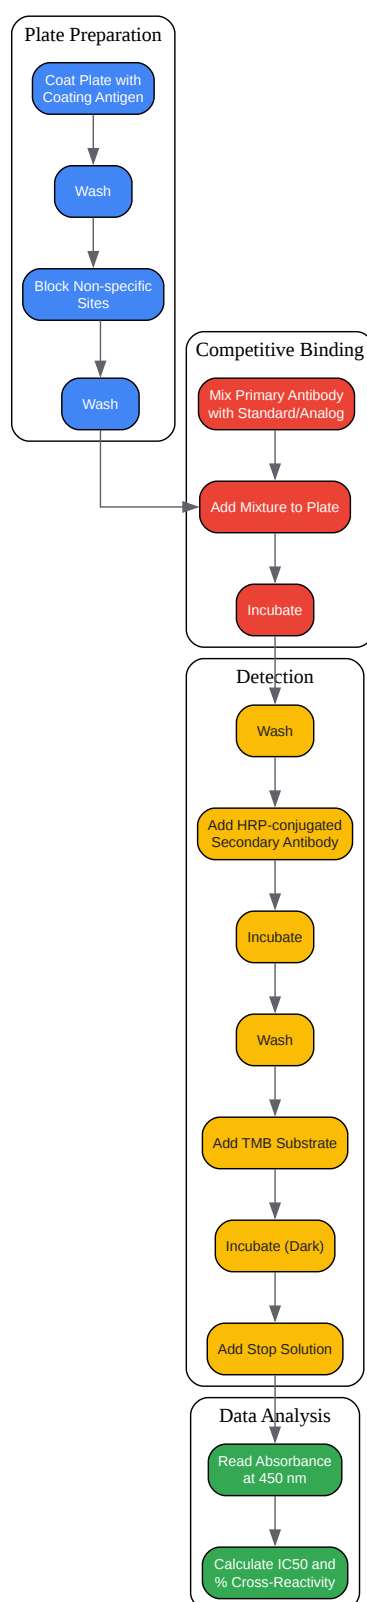 Plate Preparation
Coat Plate with
Coating Antigen
Wash
Block Non-specific
Sites
Wash
Competitive Binding
Mix Primary Antibody
with Standard/Analog
Add Mixture to Plate
Incubate
Detection
Wash
Add HRP-conjugated
Secondary Antibody
Incubate
Wash
Add TMB Substrate
Incubate (Dark)
Add Stop Solution
Data Analysis
Read Absorbance
at 450 nm
Calculate IC50 and
% Cross-Reactivity